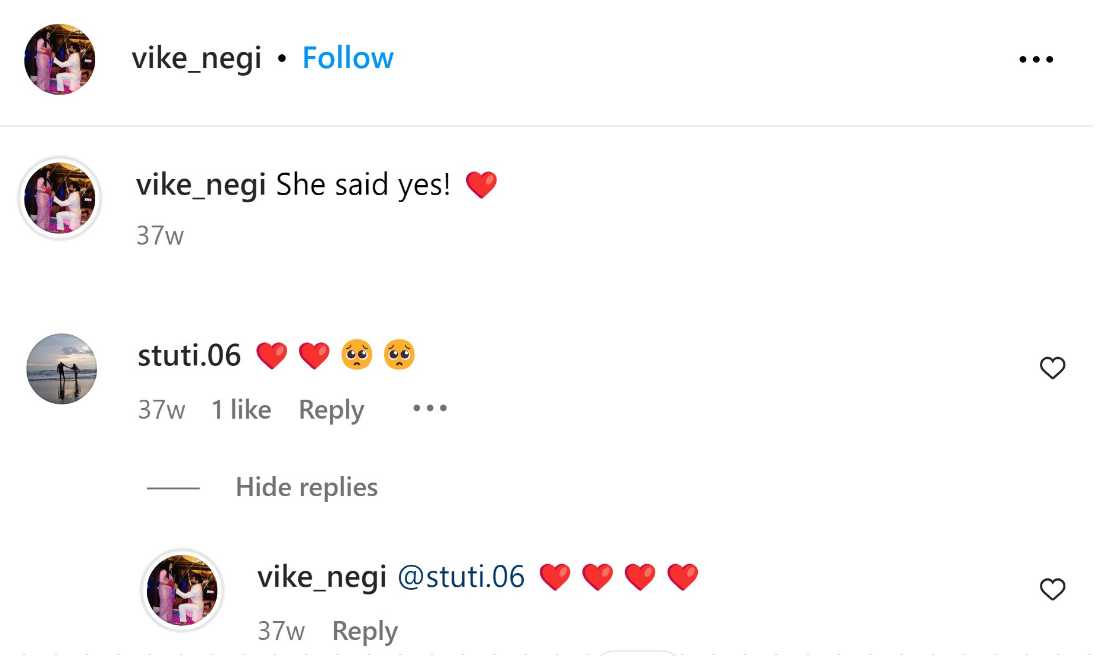 vike_negi • Follow
vike_negi She said yes! ❤️
37w
stuti.06 ❤️❤️🥺🥺
37w 1 like Reply
Hide replies
vike_negi @stuti.06 ❤️❤️❤️❤️
37w Reply